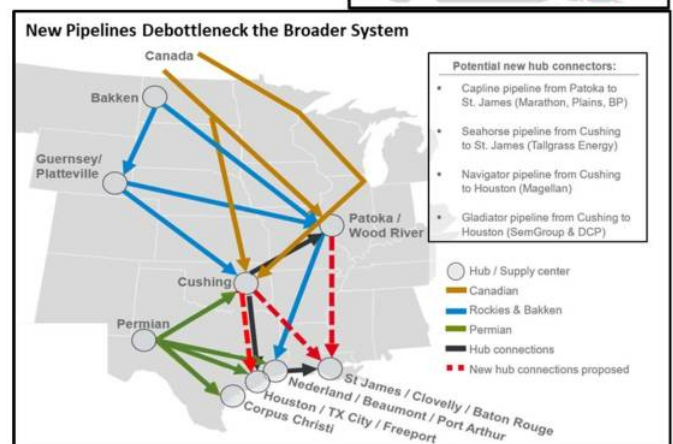 New Pipelines Debottleneck the Broader System
Canada
Bakken
Guernsey/
Platteville
Patoka /
Wood River
Cushing
Permian
St James / Clovelly / Baton Rouge
Nederland / Beaumont / Port Arthur
Houston / TX City / Freeport
Corpus Christi
Potential new hub connectors:
▪ Capline pipeline from Patoka to
St. James (Marathon, Plains, BP)
▪ Seahorse pipeline from Cushing
to St. James (Tallgrass Energy)
▪ Navigator pipeline from Cushing
to Houston (Magellan)
▪ Gladiator pipeline from Cushing to
Houston (SemGroup & DCP)
Hub / Supply center
Canadian
Rockies & Bakken
Permian
Hub connections
New hub connections proposed